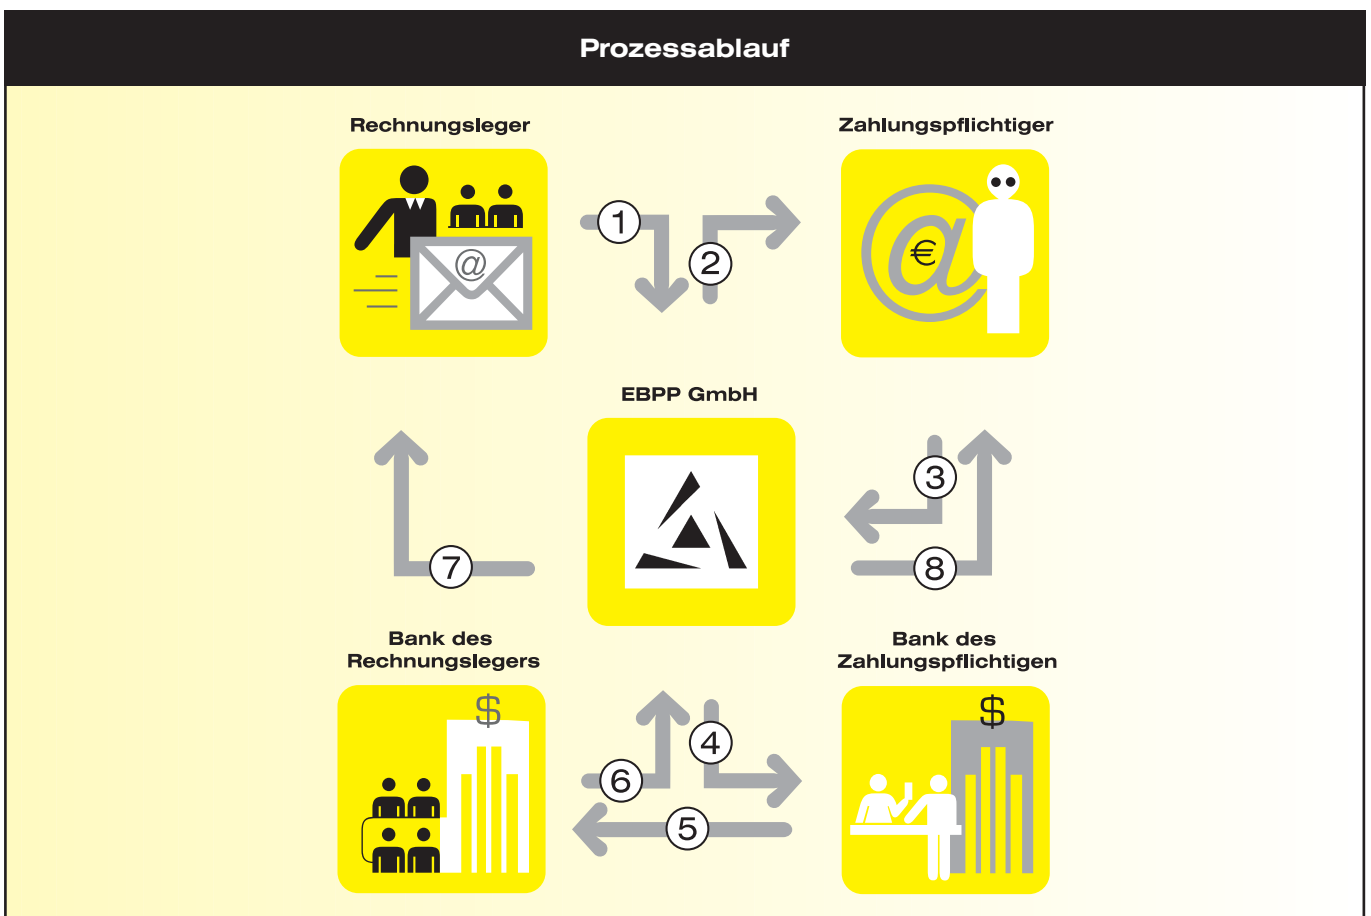 Prozessablauf
Rechnungsleger
Zahlungspflichtiger
@
@
€
1
2
EBPP GmbH
3
7
8
Bank des
Rechnungslegers
Bank des
Zahlungspflichtigen
$
$
4
6
5